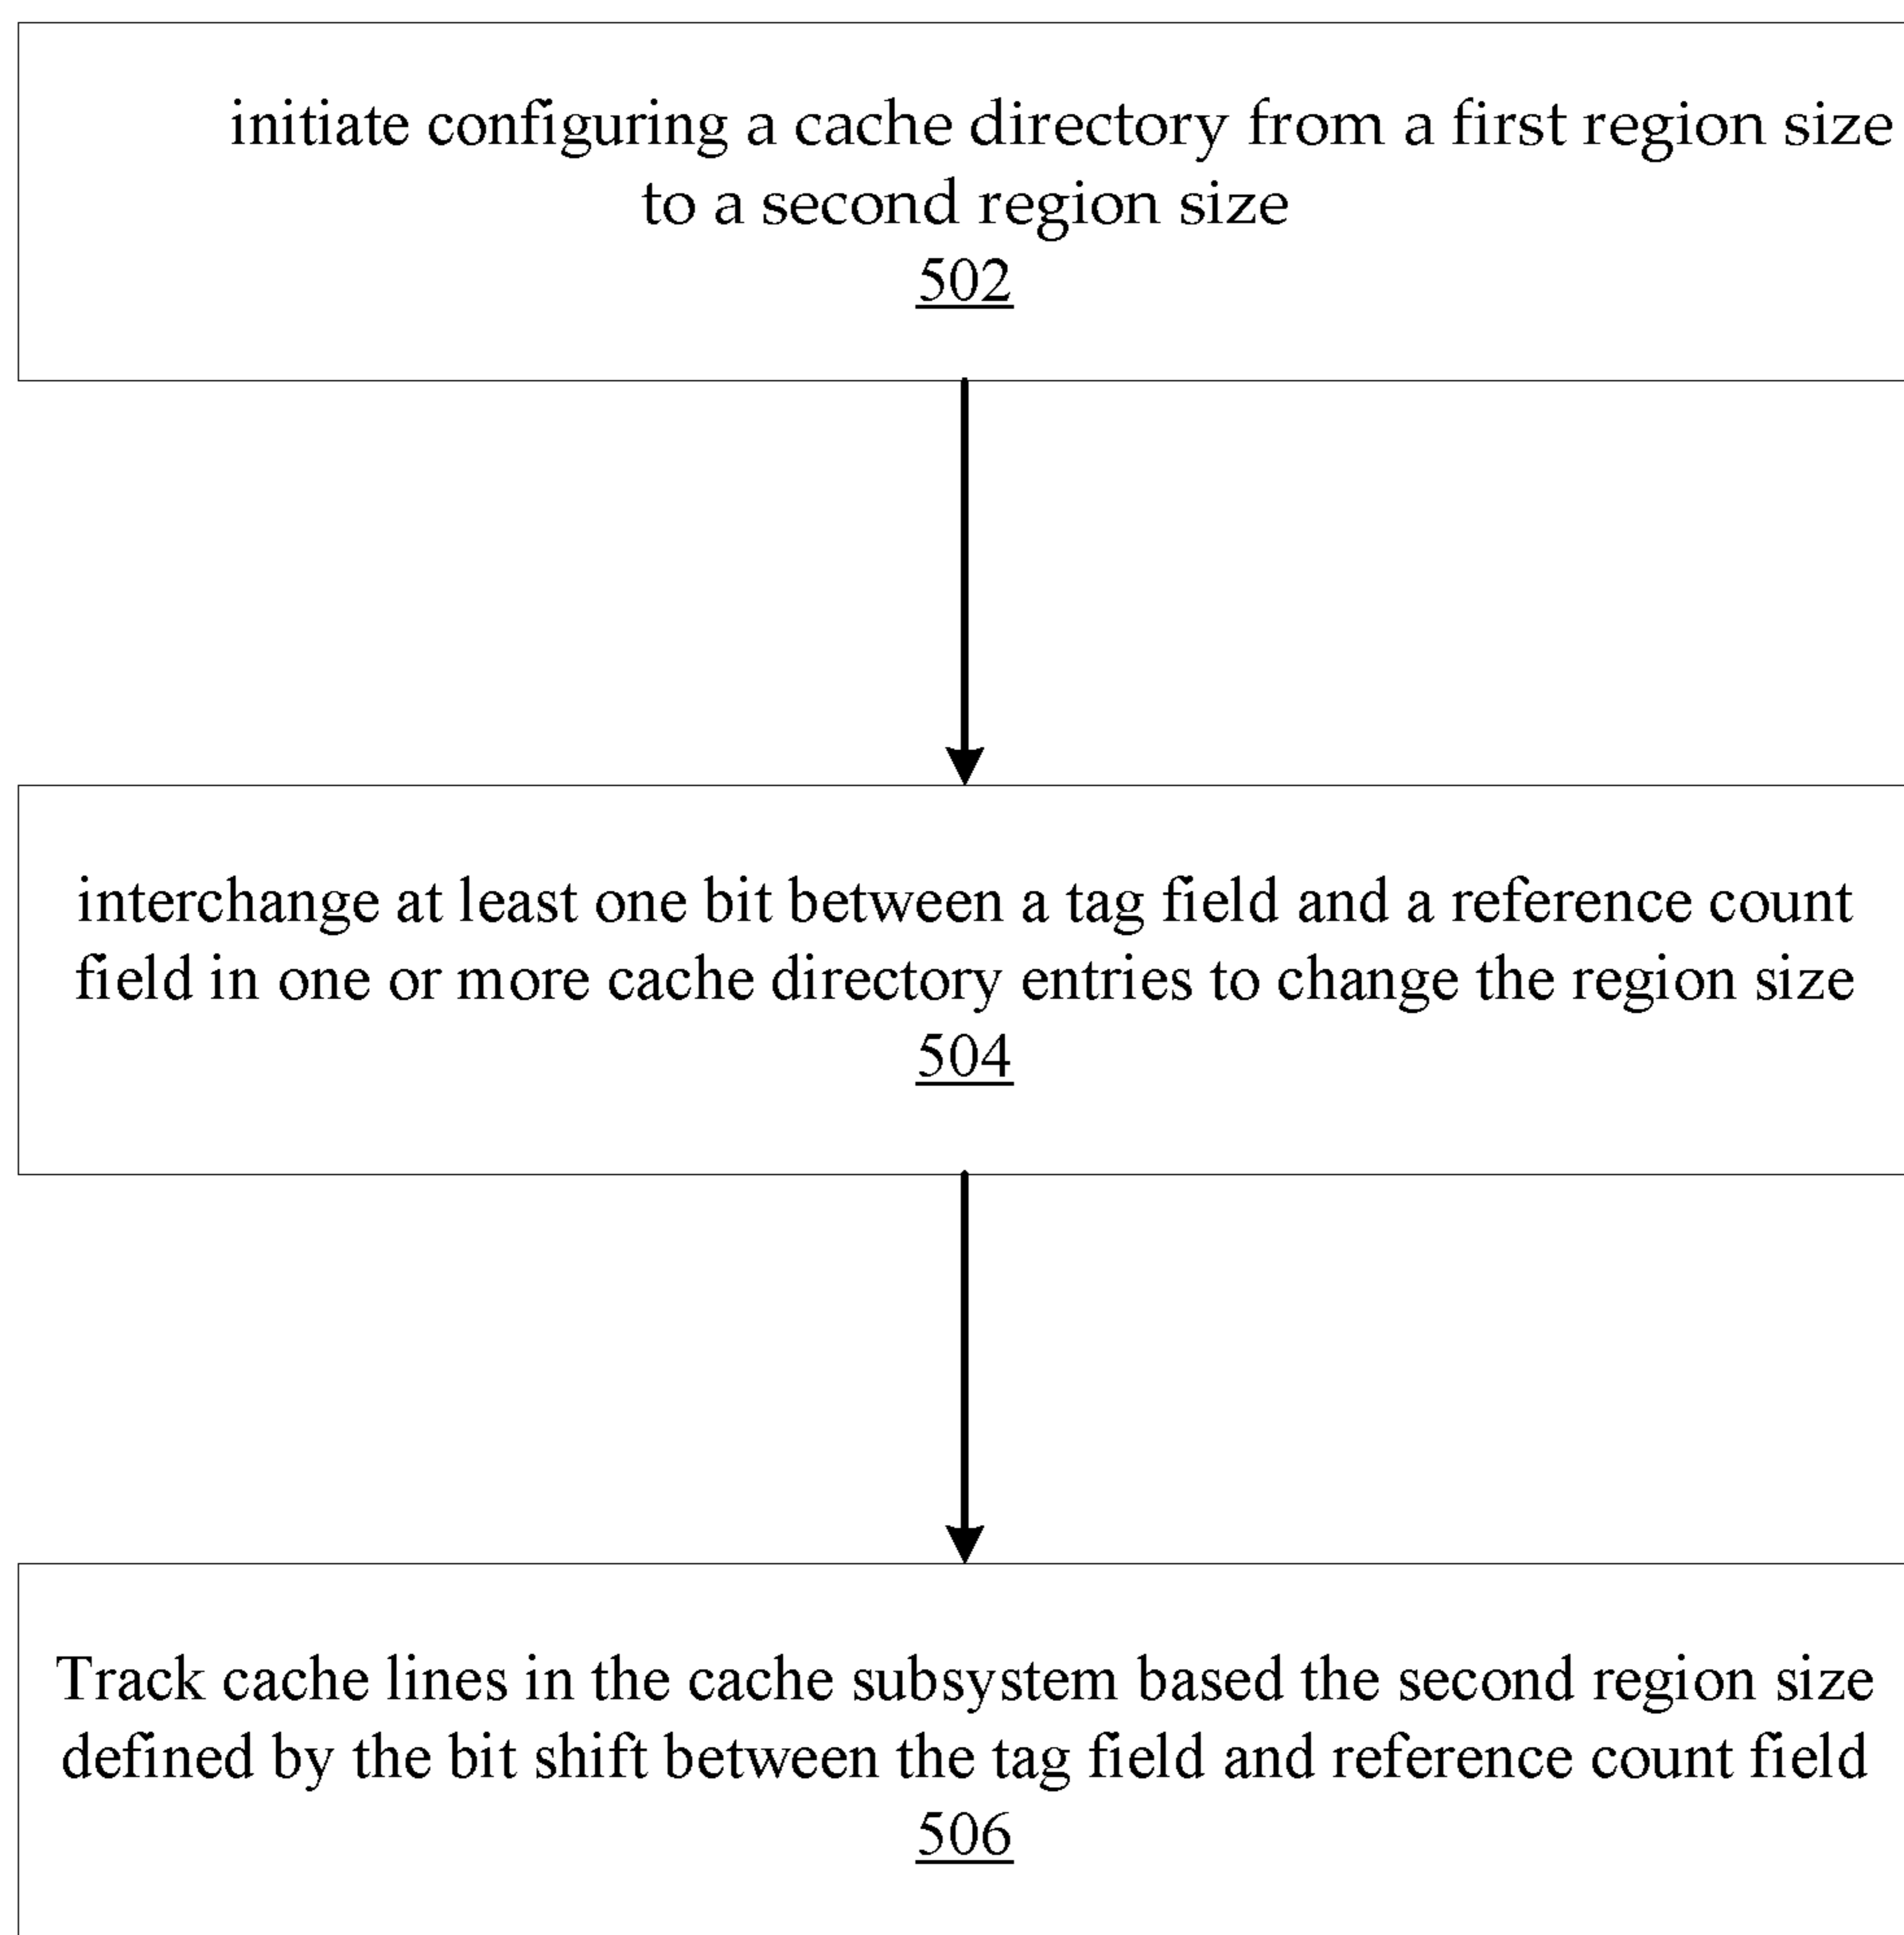 initiate configuring a cache directory from a first region size
to a second region size
502
interchange at least one bit between a tag field and a reference count
field in one or more cache directory entries to change the region size
504
Track cache lines in the cache subsystem based the second region size
defined by the bit shift between the tag field and reference count field
506